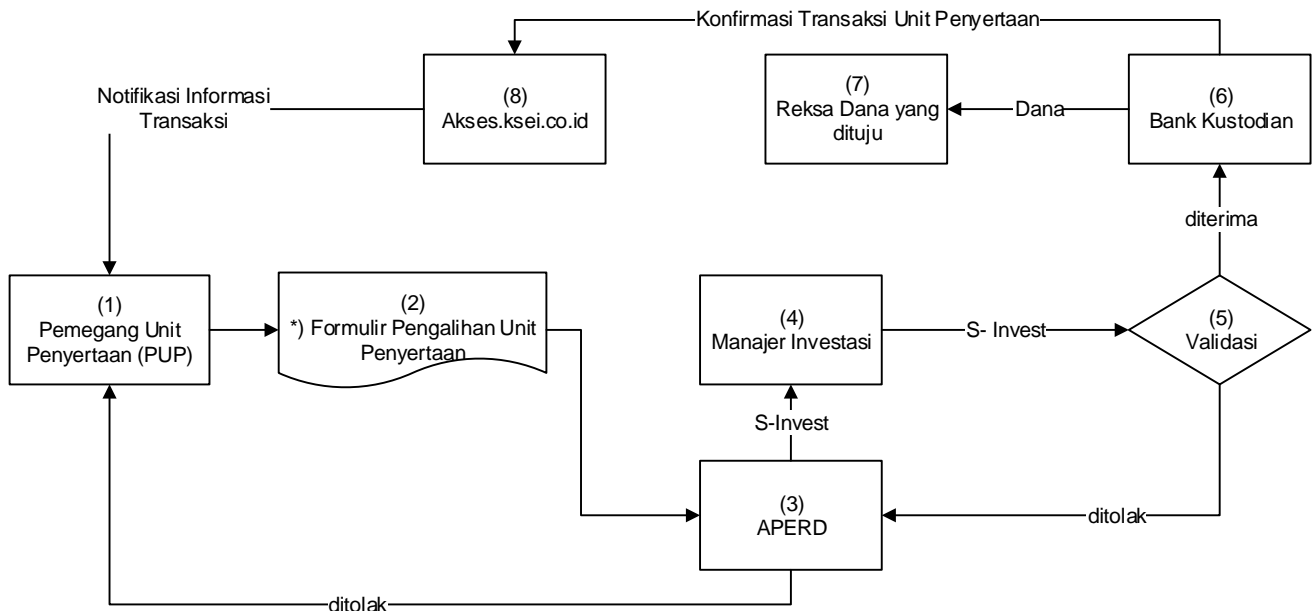 Konfirmasi Transaksi Unit Penyertaan
(8)
Akses.ksei.co.id
(7)
Reksa Dana yang
dituju
Dana
(6)
Bank Kustodian
Notifikasi Informasi
Transaksi
diterima
(1)
Pemegang Unit
Penyertaan (PUP)
(2)
*) Formulir Pengalihan Unit
Penyertaan
(4)
Manajer Investasi
S- Invest
(5)
Validasi
S-Invest
(3)
APERD
ditolak
ditolak